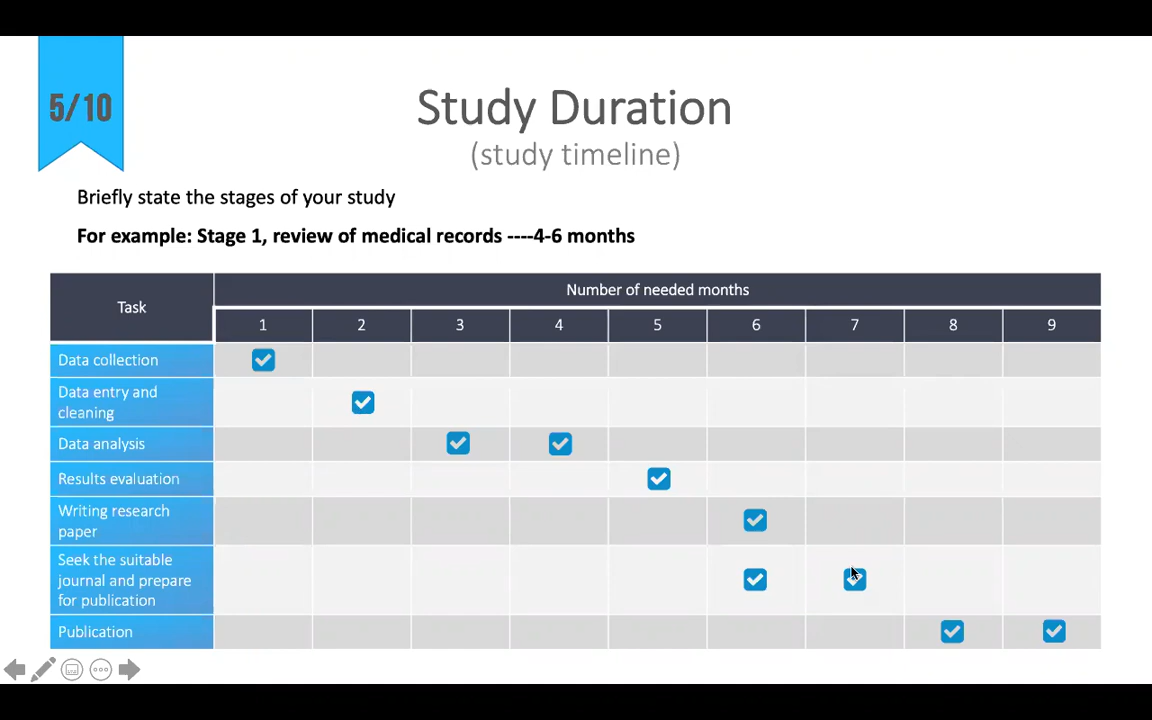 5/10
Study Duration
(study timeline)
Briefly state the stages of your study
For example: Stage 1, review of medical records ----4-6 months
Task
Number of needed months
1 2 3 4 5 6 7 8 9
Data collection
Data entry and
cleaning
Data analysis
Results evaluation
Writing research
paper
Seek the suitable
journal and prepare
for publication
Publication